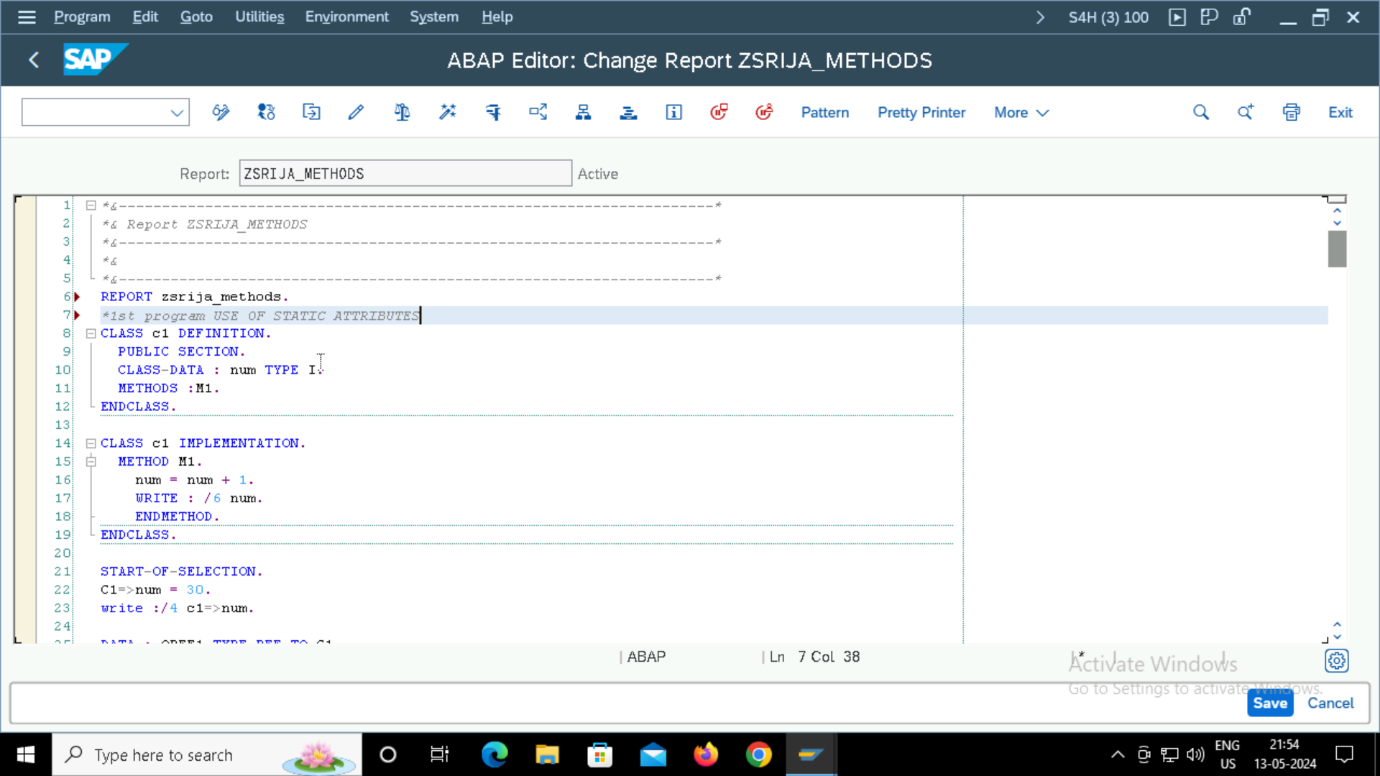 Program Edit Goto Utilities Environment System Help S4H (3) 100
SAP ABAP Editor: Change Report ZSRIJA_METHODS
Pattern Pretty Printer More Exit
Report: ZSRIJA_METHODS Active
1 *&---------------------------------------------------------------------*
2 *& Report ZSRIJA_METHODS
3 *&---------------------------------------------------------------------*
4 *&
5 *&---------------------------------------------------------------------*
6 REPORT zsrija_methods.
7 *1st program USE OF STATIC ATTRIBUTES
8 CLASS c1 DEFINITION.
9 PUBLIC SECTION.
10 CLASS-DATA : num TYPE I.
11 METHODS :M1.
12 ENDCLASS.
13
14 CLASS c1 IMPLEMENTATION.
15 METHOD M1.
16 num = num + 1.
17 WRITE : /6 num.
18 ENDMETHOD.
19 ENDCLASS.
20
21 START-OF-SELECTION.
22 C1=>num = 30.
23 write :/4 c1=>num.
24
ABAP Ln 7 Col 38
Activate Windows
Go to Settings to activate Windows.
Save Cancel
Type here to search
ENG 21:54
US 13-05-2024